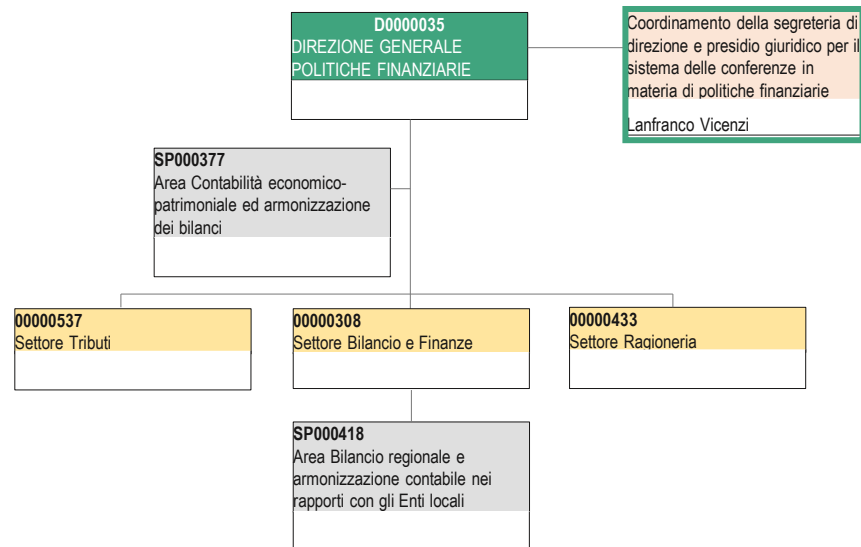 D0000035
DIREZIONE GENERALE
POLITICHE FINANZIARIE
Coordinamento della segreteria di
direzione e presidio giuridico per il
sistema delle conferenze in
materia di politiche finanziarie
Lanfranco Vicenzi
SP000377
Area Contabilità economico-
patrimoniale ed armonizzazione
dei bilanci
00000537
Settore Tributi
00000308
Settore Bilancio e Finanze
00000433
Settore Ragioneria
SP000418
Area Bilancio regionale e
armonizzazione contabile nei
rapporti con gli Enti locali